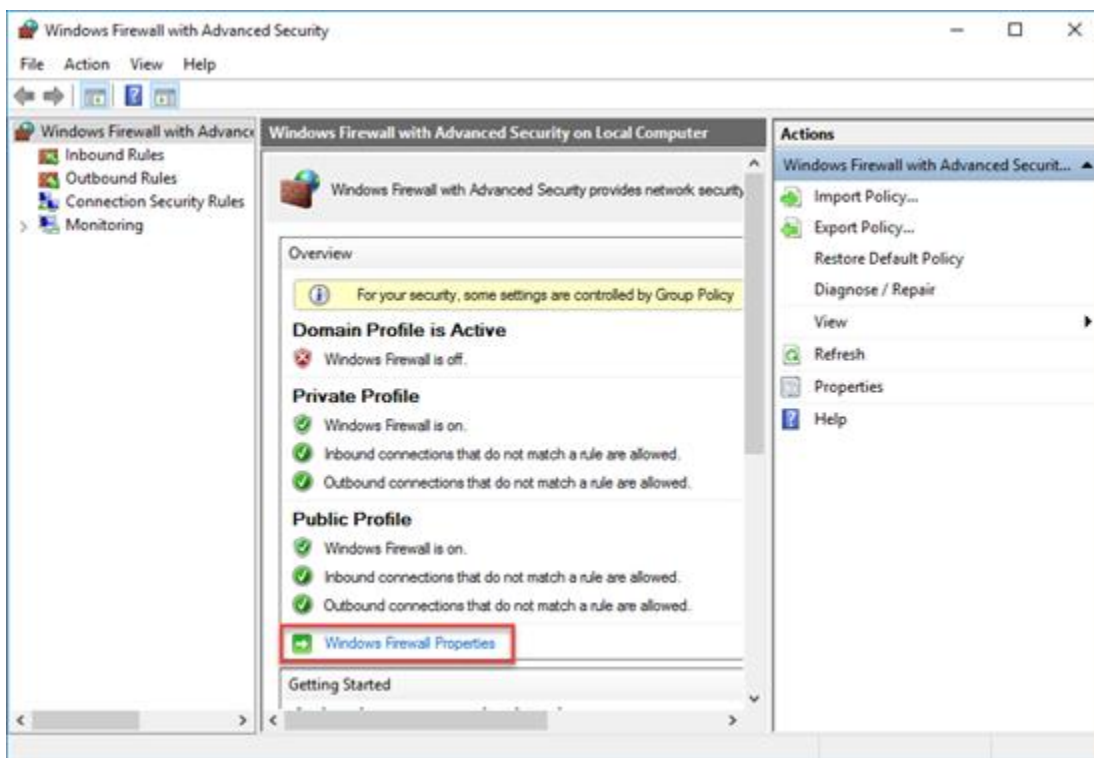 Windows Firewall with Advanced Security
File Action View Help
Windows Firewall with Advance
Inbound Rules
Outbound Rules
Connection Security Rules
Monitoring
Windows Firewall with Advanced Security on Local Computer
Windows Firewall with Advanced Security provides network security
Overview
For your security, some settings are controlled by Group Policy
Domain Profile is Active
Windows Firewall is off.
Private Profile
Windows Firewall is on.
Inbound connections that do not match a rule are allowed.
Outbound connections that do not match a rule are allowed.
Public Profile
Windows Firewall is on.
Inbound connections that do not match a rule are allowed.
Outbound connections that do not match a rule are allowed.
Windows Firewall Properties
Getting Started
Actions
Windows Firewall with Advanced Securit...
Import Policy...
Export Policy...
Restore Default Policy
Diagnose / Repair
View
Refresh
Properties
Help